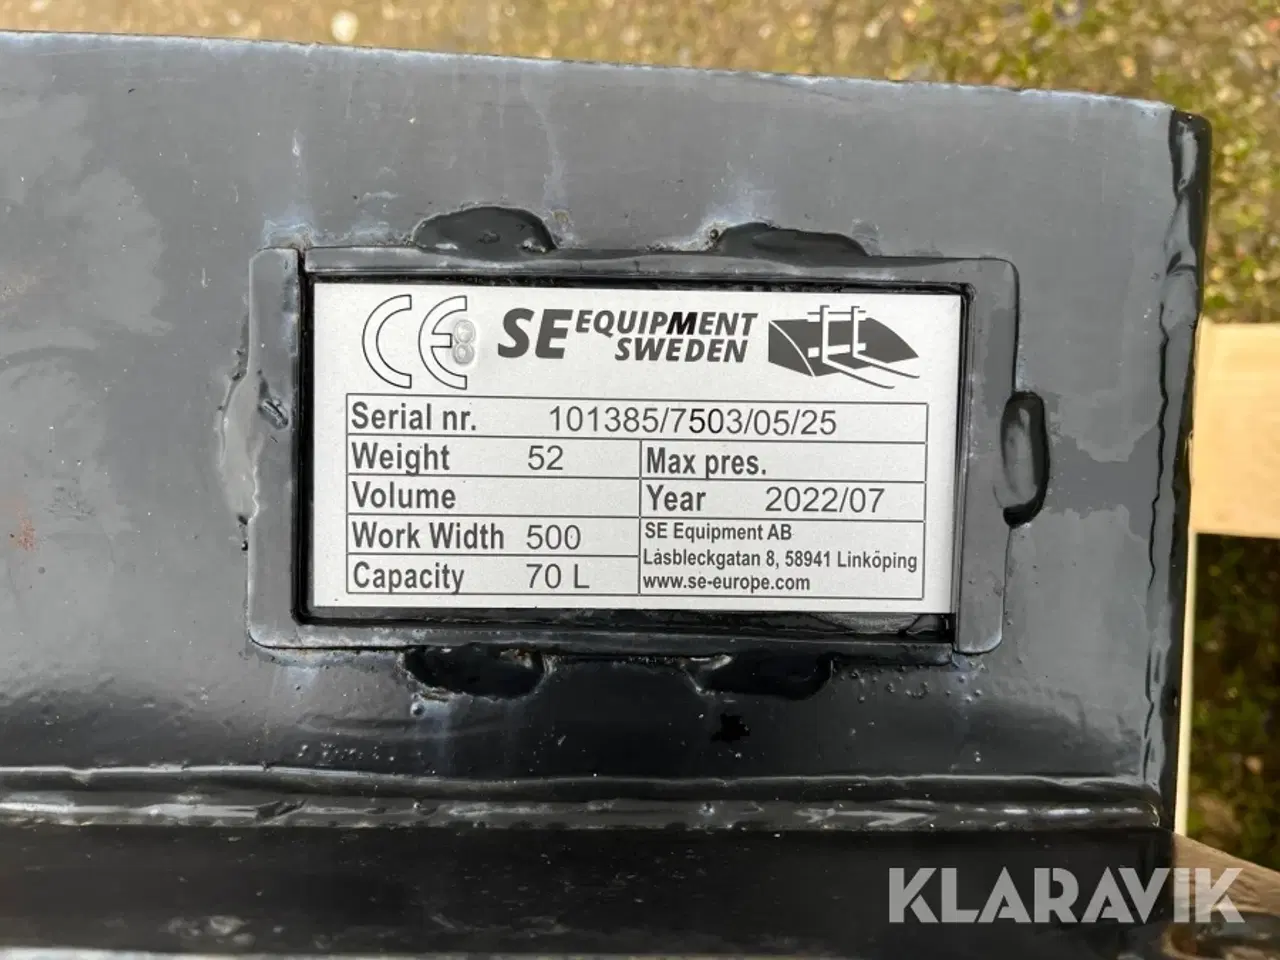 CE SE EQUIPMENT
SWEDEN
Serial nr. 101385/7503/05/25
Weight 52 Max pres.
Volume Year 2022/07
Work Width 500 SE Equipment AB
Låsbleckgatan 8, 58941 Linköping
Capacity 70 L www.se-europe.com
KLARAVIK